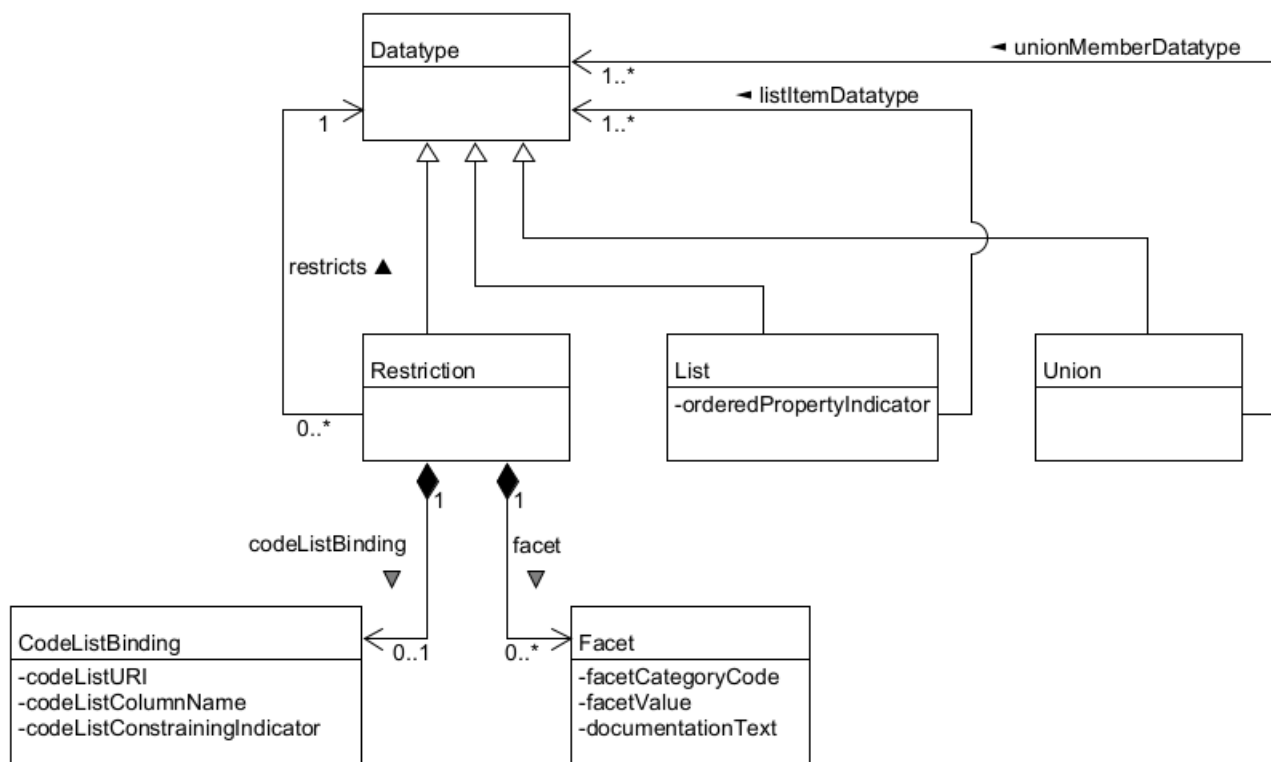 Datatype
◄ unionMemberDatatype
1..*
◄ listItemDatatype
1
1..*
restricts ▲
Restriction
List
Union
-orderedPropertyIndicator
0..*
1
1
codeListBinding
facet
▼
▼
CodeListBinding
0..1
0..*
Facet
-codeListURI
-codeListColumnName
-codeListConstrainingIndicator
-facetCategoryCode
-facetValue
-documentationText